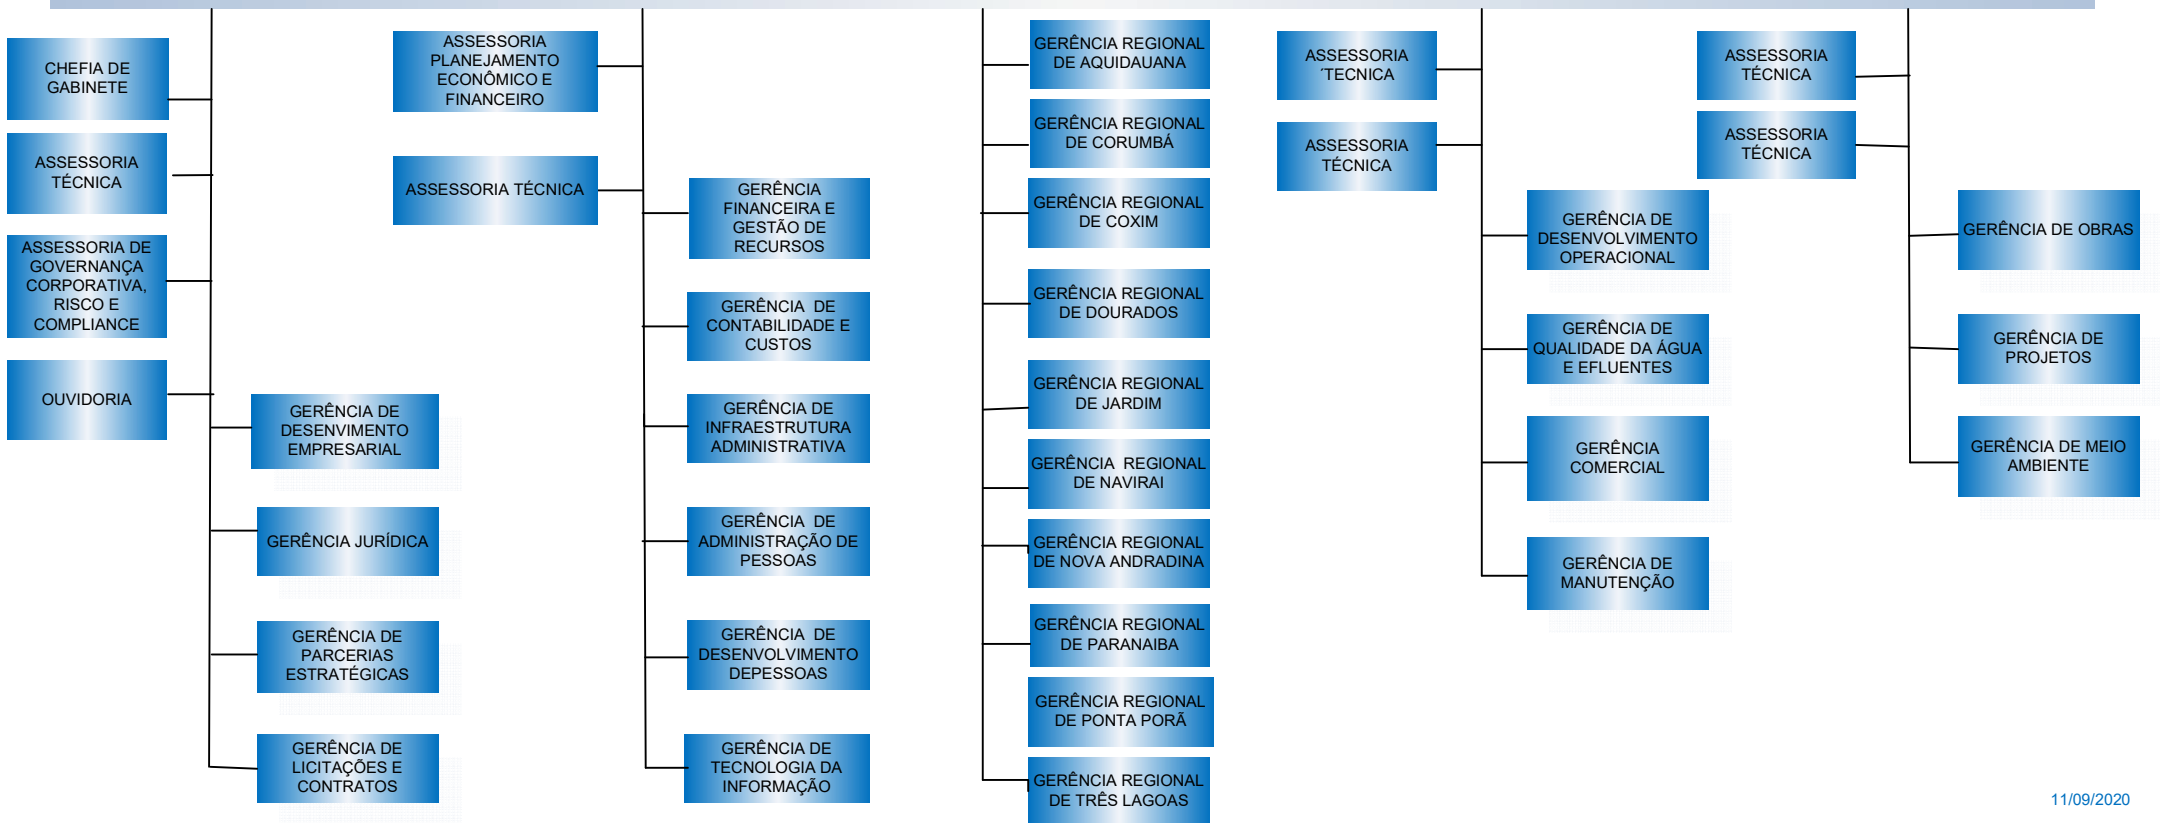 CHEFIA DE
GABINETE
ASSESSORIA
TÉCNICA
ASSESSORIA DE
GOVERNANÇA
CORPORATIVA,
RISCO E
COMPLIANCE
OUVIDORIA
GERÊNCIA DE
DESENVIMENTO
EMPRESARIAL
GERÊNCIA JURÍDICA
GERÊNCIA DE
PARCERIAS
ESTRATÉGICAS
GERÊNCIA DE
LICITAÇÕES E
CONTRATOS
ASSESSORIA
PLANEJAMENTO
ECONÔMICO E
FINANCEIRO
ASSESSORIA TÉCNICA
GERÊNCIA
FINANCEIRA E
GESTÃO DE
RECURSOS
GERÊNCIA DE
CONTABILIDADE E
CUSTOS
GERÊNCIA DE
INFRAESTRUTURA
ADMINISTRATIVA
GERÊNCIA DE
ADMINISTRAÇÃO DE
PESSOAS
GERÊNCIA DE
DESENVOLVIMENTO
DEPESSOAS
GERÊNCIA DE
TECNOLOGIA DA
INFORMAÇÃO
GERÊNCIA REGIONAL
DE AQUIDAUANA
GERÊNCIA REGIONAL
DE CORUMBÁ
GERÊNCIA REGIONAL
DE COXIM
GERÊNCIA REGIONAL
DE DOURADOS
GERÊNCIA REGIONAL
DE JARDIM
GERÊNCIA REGIONAL
DE NAVIRAI
GERÊNCIA REGIONAL
DE NOVA ANDRADINA
GERÊNCIA REGIONAL
DE PARANAIBA
GERÊNCIA REGIONAL
DE PONTA PORÃ
GERÊNCIA REGIONAL
DE TRÊS LAGOAS
ASSESSORIA
´TECNICA
ASSESSORIA
TÉCNICA
GERÊNCIA DE
DESENVOLVIMENTO
OPERACIONAL
GERÊNCIA DE
QUALIDADE DA ÁGUA
E EFLUENTES
GERÊNCIA
COMERCIAL
GERÊNCIA DE
MANUTENÇÃO
ASSESSORIA
TÉCNICA
ASSESSORIA
TÉCNICA
GERÊNCIA DE OBRAS
GERÊNCIA DE
PROJETOS
GERÊNCIA DE MEIO
AMBIENTE
11/09/2020